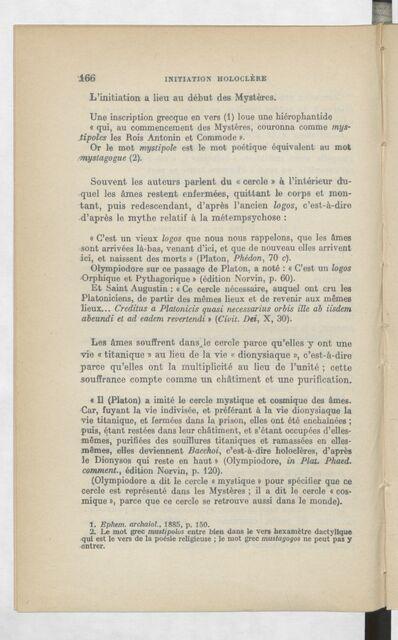 166 INITIATION HOLOCLÈRE
L'initiation a lieu au début des Mystères.
Une inscription grecque en vers (1) loue une hiérophantide
« qui, au commencement des Mystères, couronna comme mys-
tipoles les Rois Antonin et Commode ».
Or le mot mystipole est le mot poétique équivalent au mot
mystagogue (2).
Souvent les auteurs parlent du « cercle » à l'intérieur du-
quel les âmes restent enfermées, quittant le corps et mon-
tant, puis redescendant, d'après l'ancien logos, c'est-à-dire
d'après le mythe relatif à la métempsychose :
« C'est un vieux logos que nous nous rappelons, que les âmes
sont arrivées là-bas, venant d'ici, et que de nouveau elles arrivent
ici, et naissent des morts » (Platon, Phédon, 70 c).
Olympiodore sur ce passage de Platon, a noté : « C'est un logos
Orphique et Pythagorique » (édition Norvin, p. 60).
Et Saint Augustin : « Ce cercle nécessaire, auquel ont cru les
Platoniciens, de partir des mêmes lieux et de revenir aux mêmes
lieux... Creditus a Platonicis quasi necessarius orbis ille ab iisdem
abeundi et ad eadem revertendi » (Civit. Dei, X, 30).
Les âmes souffrent dans le cercle parce qu'elles y ont une
vie « titanique » au lieu de la vie « dionysiaque », c'est-à-dire
parce qu'elles ont la multiplicité au lieu de l'unité ; cette
souffrance compte comme un châtiment et une purification.
« Il (Platon) a imité le cercle mystique et cosmique des âmes.
Car, fuyant la vie indivisée, et préférant à la vie dionysiaque la
vie titanique, et fermées dans la prison, elles ont été enchaînées ;
puis, étant restées dans leur châtiment, et s'étant occupées d'elles-
mêmes, purifiées des souillures titaniques et ramassées en elles-
mêmes, elles deviennent Bacchoi, c'est-à-dire holoclères, d'après
le Dionysos qui reste en haut » (Olympiodore, in Plat. Phaed.
comment., édition Norvin, p. 120).
(Olympiodore a dit le cercle « mystique » pour spécifier que ce
cercle est représenté dans les Mystères ; il a dit le cercle « cos-
mique », parce que ce cercle se retrouve aussi dans le monde).
1. Ephem. archaiol., 1885, p. 150.
2. Le mot grec mustipolos entre bien dans le vers hexamètre dactylique
qui est le vers de la poésie religieuse ; le mot grec mustagogos ne peut pas y
entrer.